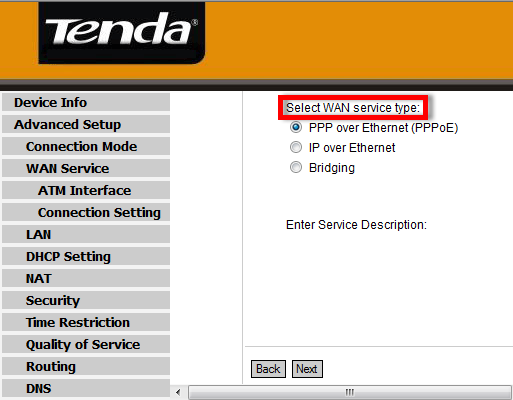 Tenda
Device Info
Advanced Setup
Connection Mode
WAN Service
ATM Interface
Connection Setting
LAN
DHCP Setting
NAT
Security
Time Restriction
Quality of Service
Routing
DNS
Select WAN service type:
PPP over Ethernet (PPPoE)
IP over Ethernet
Bridging
Enter Service Description:
Back Next